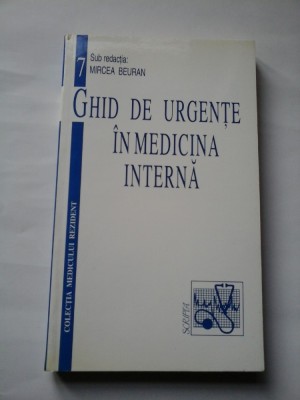 7
Sub redacția:
MIRCEA BEURAN
GHID DE URGENȚE
ÎN MEDICINA
INTERNĂ
COLECȚIA MEDICULUI REZIDENT
SCRIPTA